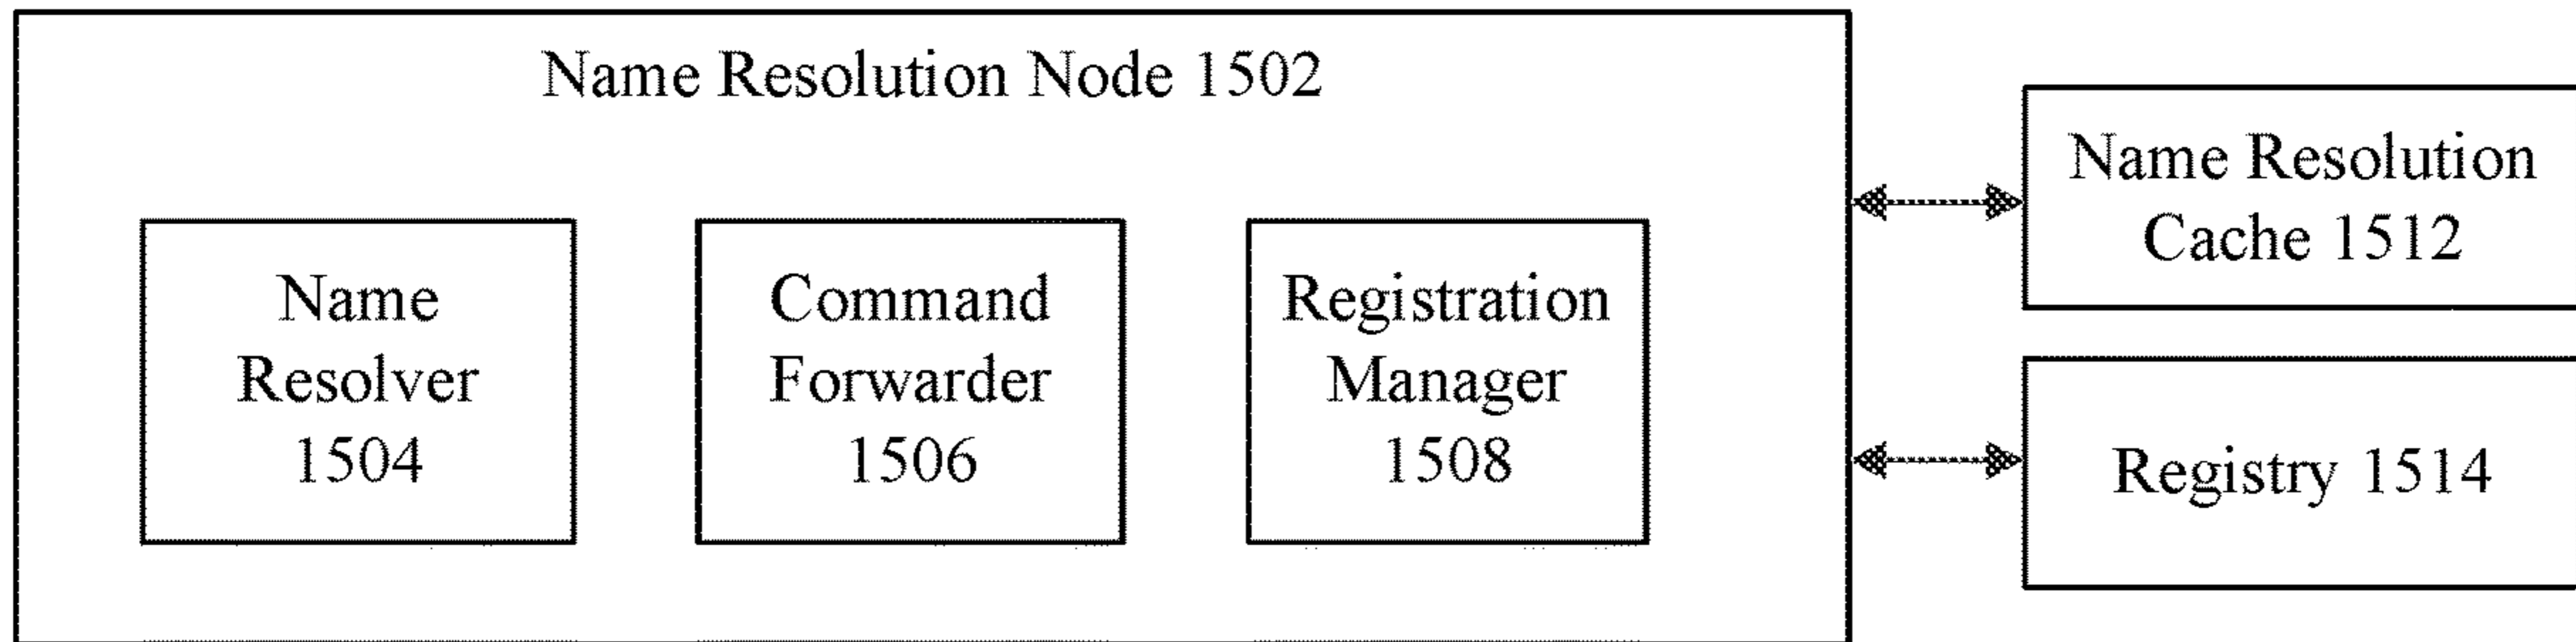 Name Resolution Node 1502
Name
Resolver
1504
Command
Forwarder
1506
Registration
Manager
1508
Name Resolution
Cache 1512
Registry 1514